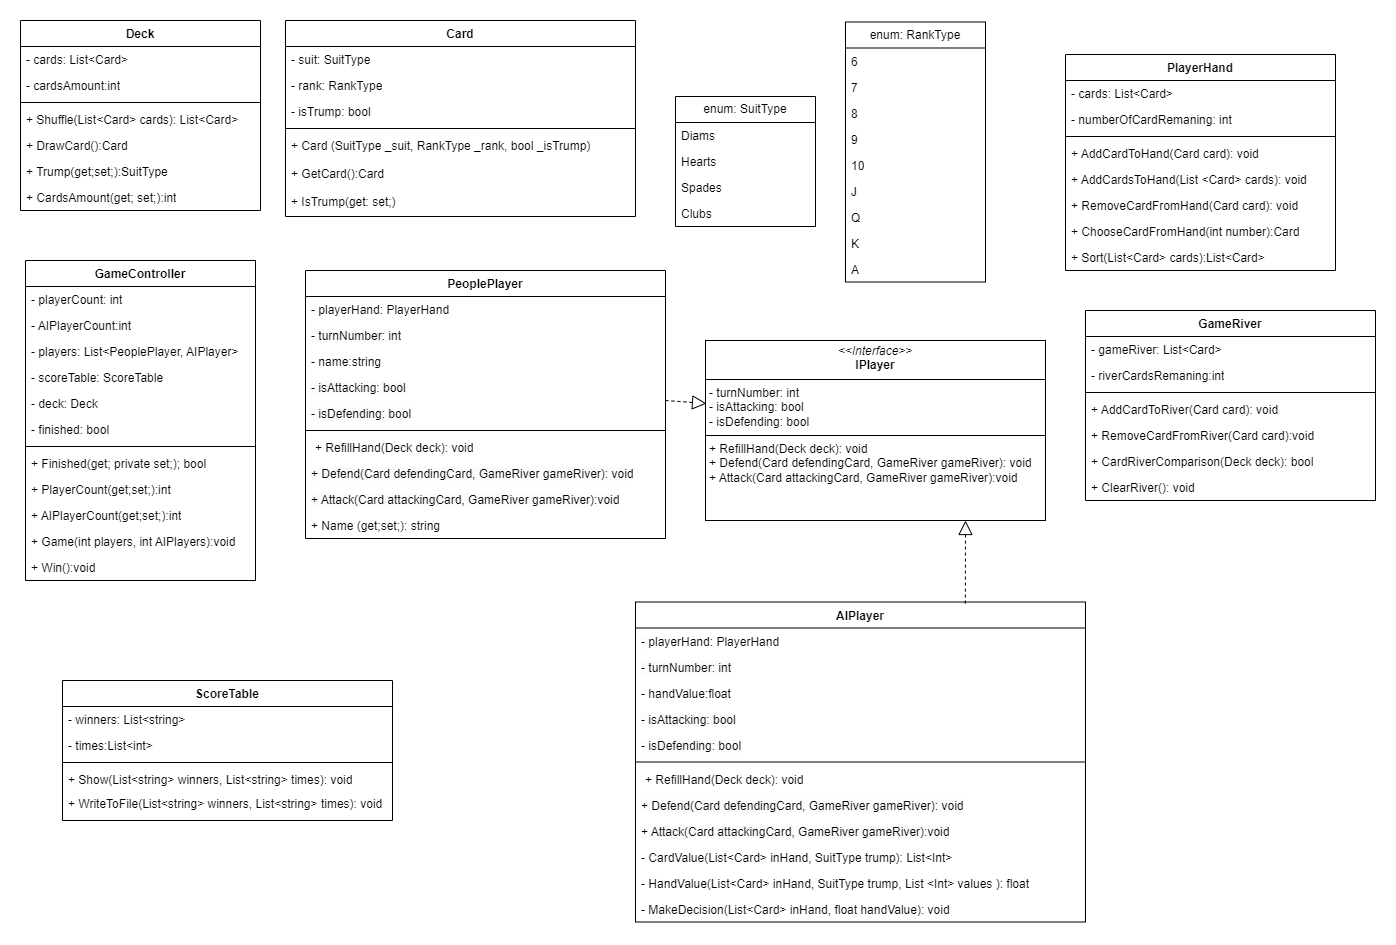 Deck
- cards: List<Card>
- cardsAmount:int
+ Shuffle(List<Card> cards): List<Card>
+ DrawCard():Card
+ Trump(get;set;):SuitType
+ CardsAmount(get; set;):int
Card
- suit: SuitType
- rank: RankType
- isTrump: bool
+ Card (SuitType _suit, RankType _rank, bool _isTrump)
+ GetCard():Card
+ IsTrump(get: set;)
enum: SuitType
Diams
Hearts
Spades
Clubs
enum: RankType
6
7
8
9
10
J
Q
K
A
PlayerHand
- cards: List<Card>
- numberOfCardRemaning: int
+ AddCardToHand(Card card): void
+ AddCardsToHand(List <Card> cards): void
+ RemoveCardFromHand(Card card): void
+ ChooseCardFromHand(int number):Card
+ Sort(List<Card> cards):List<Card>
GameController
- playerCount: int
- AIPlayerCount:int
- players: List<PeoplePlayer, AIPlayer>
- scoreTable: ScoreTable
- deck: Deck
- finished: bool
+ Finished(get; private set;); bool
+ PlayerCount(get;set;):int
+ AIPlayerCount(get;set;):int
+ Game(int players, int AIPlayers):void
+ Win():void
PeoplePlayer
- playerHand: PlayerHand
- turnNumber: int
- name:string
- isAttacking: bool
- isDefending: bool
+ RefillHand(Deck deck): void
+ Defend(Card defendingCard, GameRiver gameRiver): void
+ Attack(Card attackingCard, GameRiver gameRiver):void
+ Name (get;set;): string
<<Interface>>
IPlayer
- turnNumber: int
- isAttacking: bool
- isDefending: bool
+ RefillHand(Deck deck): void
+ Defend(Card defendingCard, GameRiver gameRiver): void
+ Attack(Card attackingCard, GameRiver gameRiver):void
GameRiver
- gameRiver: List<Card>
- riverCardsRemaning:int
+ AddCardToRiver(Card card): void
+ RemoveCardFromRiver(Card card):void
+ CardRiverComparison(Deck deck): bool
+ ClearRiver(): void
ScoreTable
- winners: List<string>
- times:List<int>
+ Show(List<string> winners, List<string> times): void
+ WriteToFile(List<string> winners, List<string> times): void
AIPlayer
- playerHand: PlayerHand
- turnNumber: int
- handValue:float
- isAttacking: bool
- isDefending: bool
+ RefillHand(Deck deck): void
+ Defend(Card defendingCard, GameRiver gameRiver): void
+ Attack(Card attackingCard, GameRiver gameRiver):void
- CardValue(List<Card> inHand, SuitType trump): List<Int>
- HandValue(List<Card> inHand, SuitType trump, List <Int> values ): float
- MakeDecision(List<Card> inHand, float handValue): void